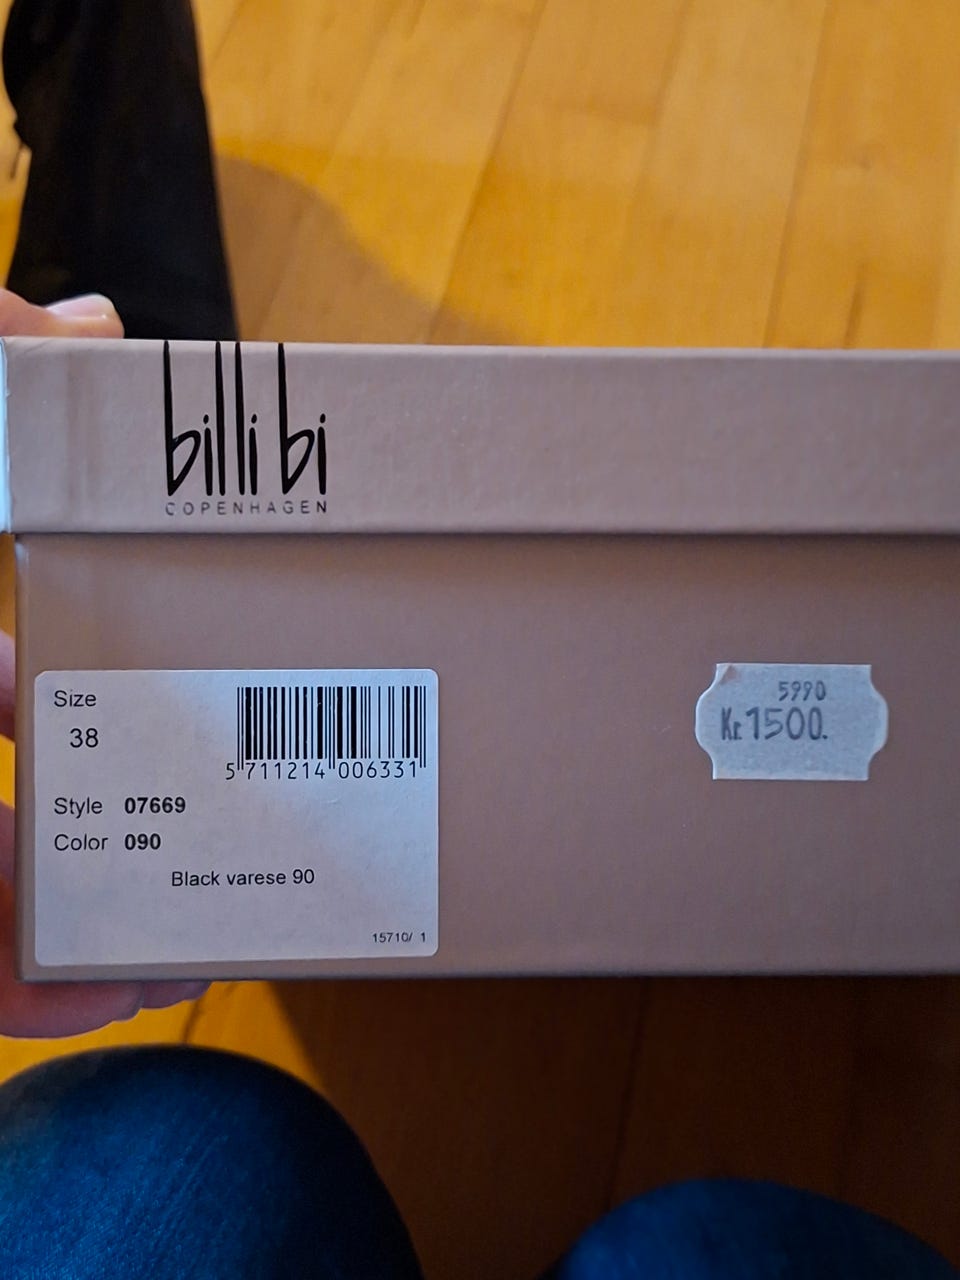 billi bi
COPENHAGEN
Size
38
5 711214 006331
Style 07669
Color 090
Black varese 90
15710/ 1
5990
Kr.1500.